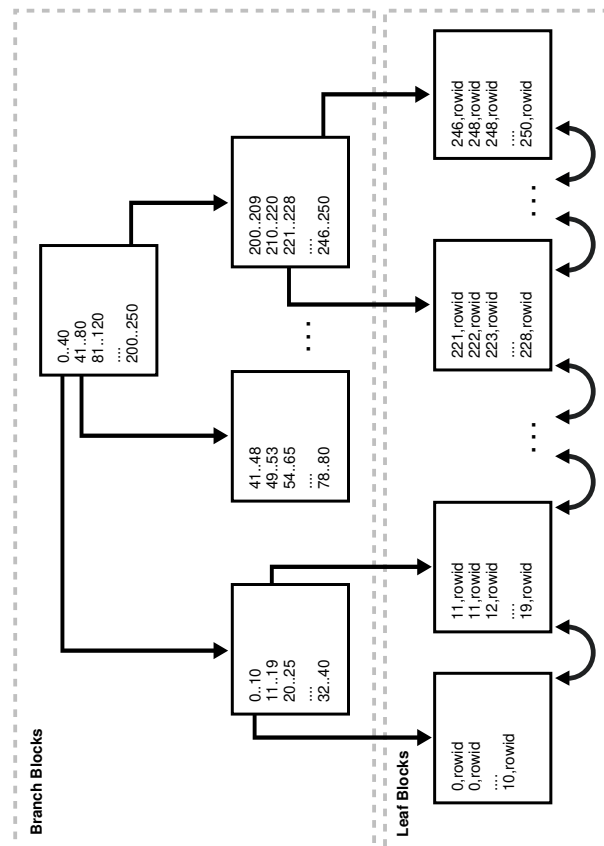 Branch Blocks
0..40
41..80
81..120
....
200..250
0..10
11..19
20..25
....
32..40
41..48
49..53
54..65
....
78..80
...
200..209
210..220
221..228
....
246..250
Leaf Blocks
0,rowid
0,rowid
....
10,rowid
11,rowid
11,rowid
12,rowid
....
19,rowid
...
221,rowid
222,rowid
223,rowid
....
228,rowid
...
246,rowid
248,rowid
248,rowid
....
250,rowid